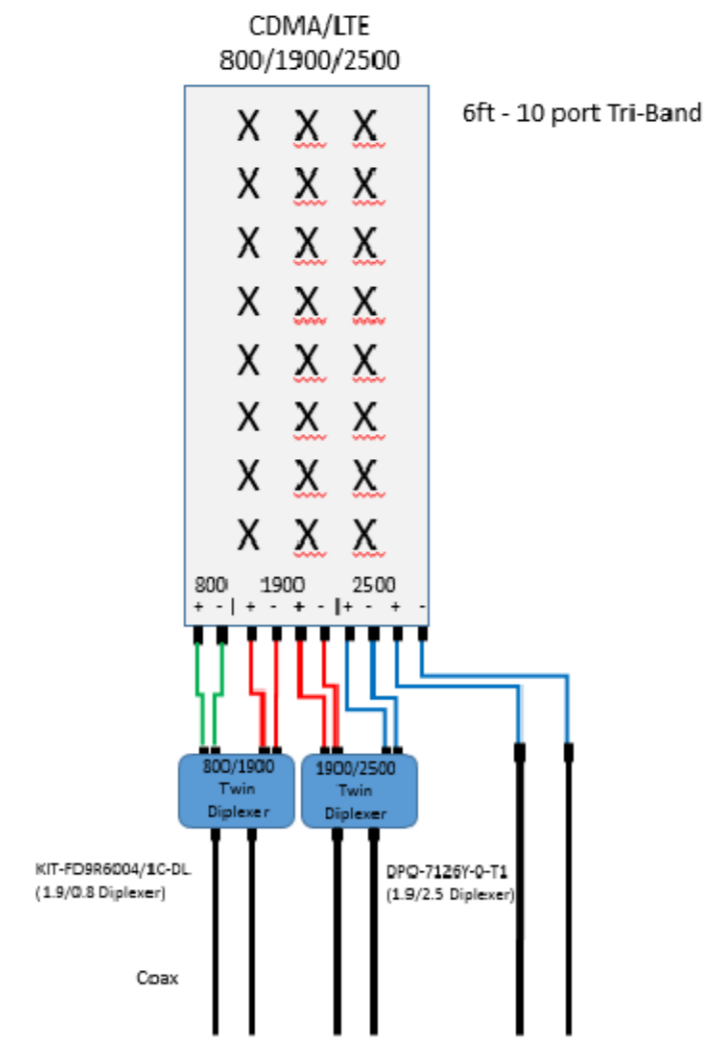 CDMA/LTE
800/1900/2500
6ft - 10 port Tri-Band
X X X
X X X
X X X
X X X
X X X
X X X
X X X
X X X
800 1900 2500
+ - | + - + - | + - + -
800/1900
Twin
Diplexer
1900/2500
Twin
Diplexer
KIT-FD9R6004/1C-DL
(1.9/0.8 Diplexer)
DPO-7126Y-0-T1
(1.9/2.5 Diplexer)
Coax